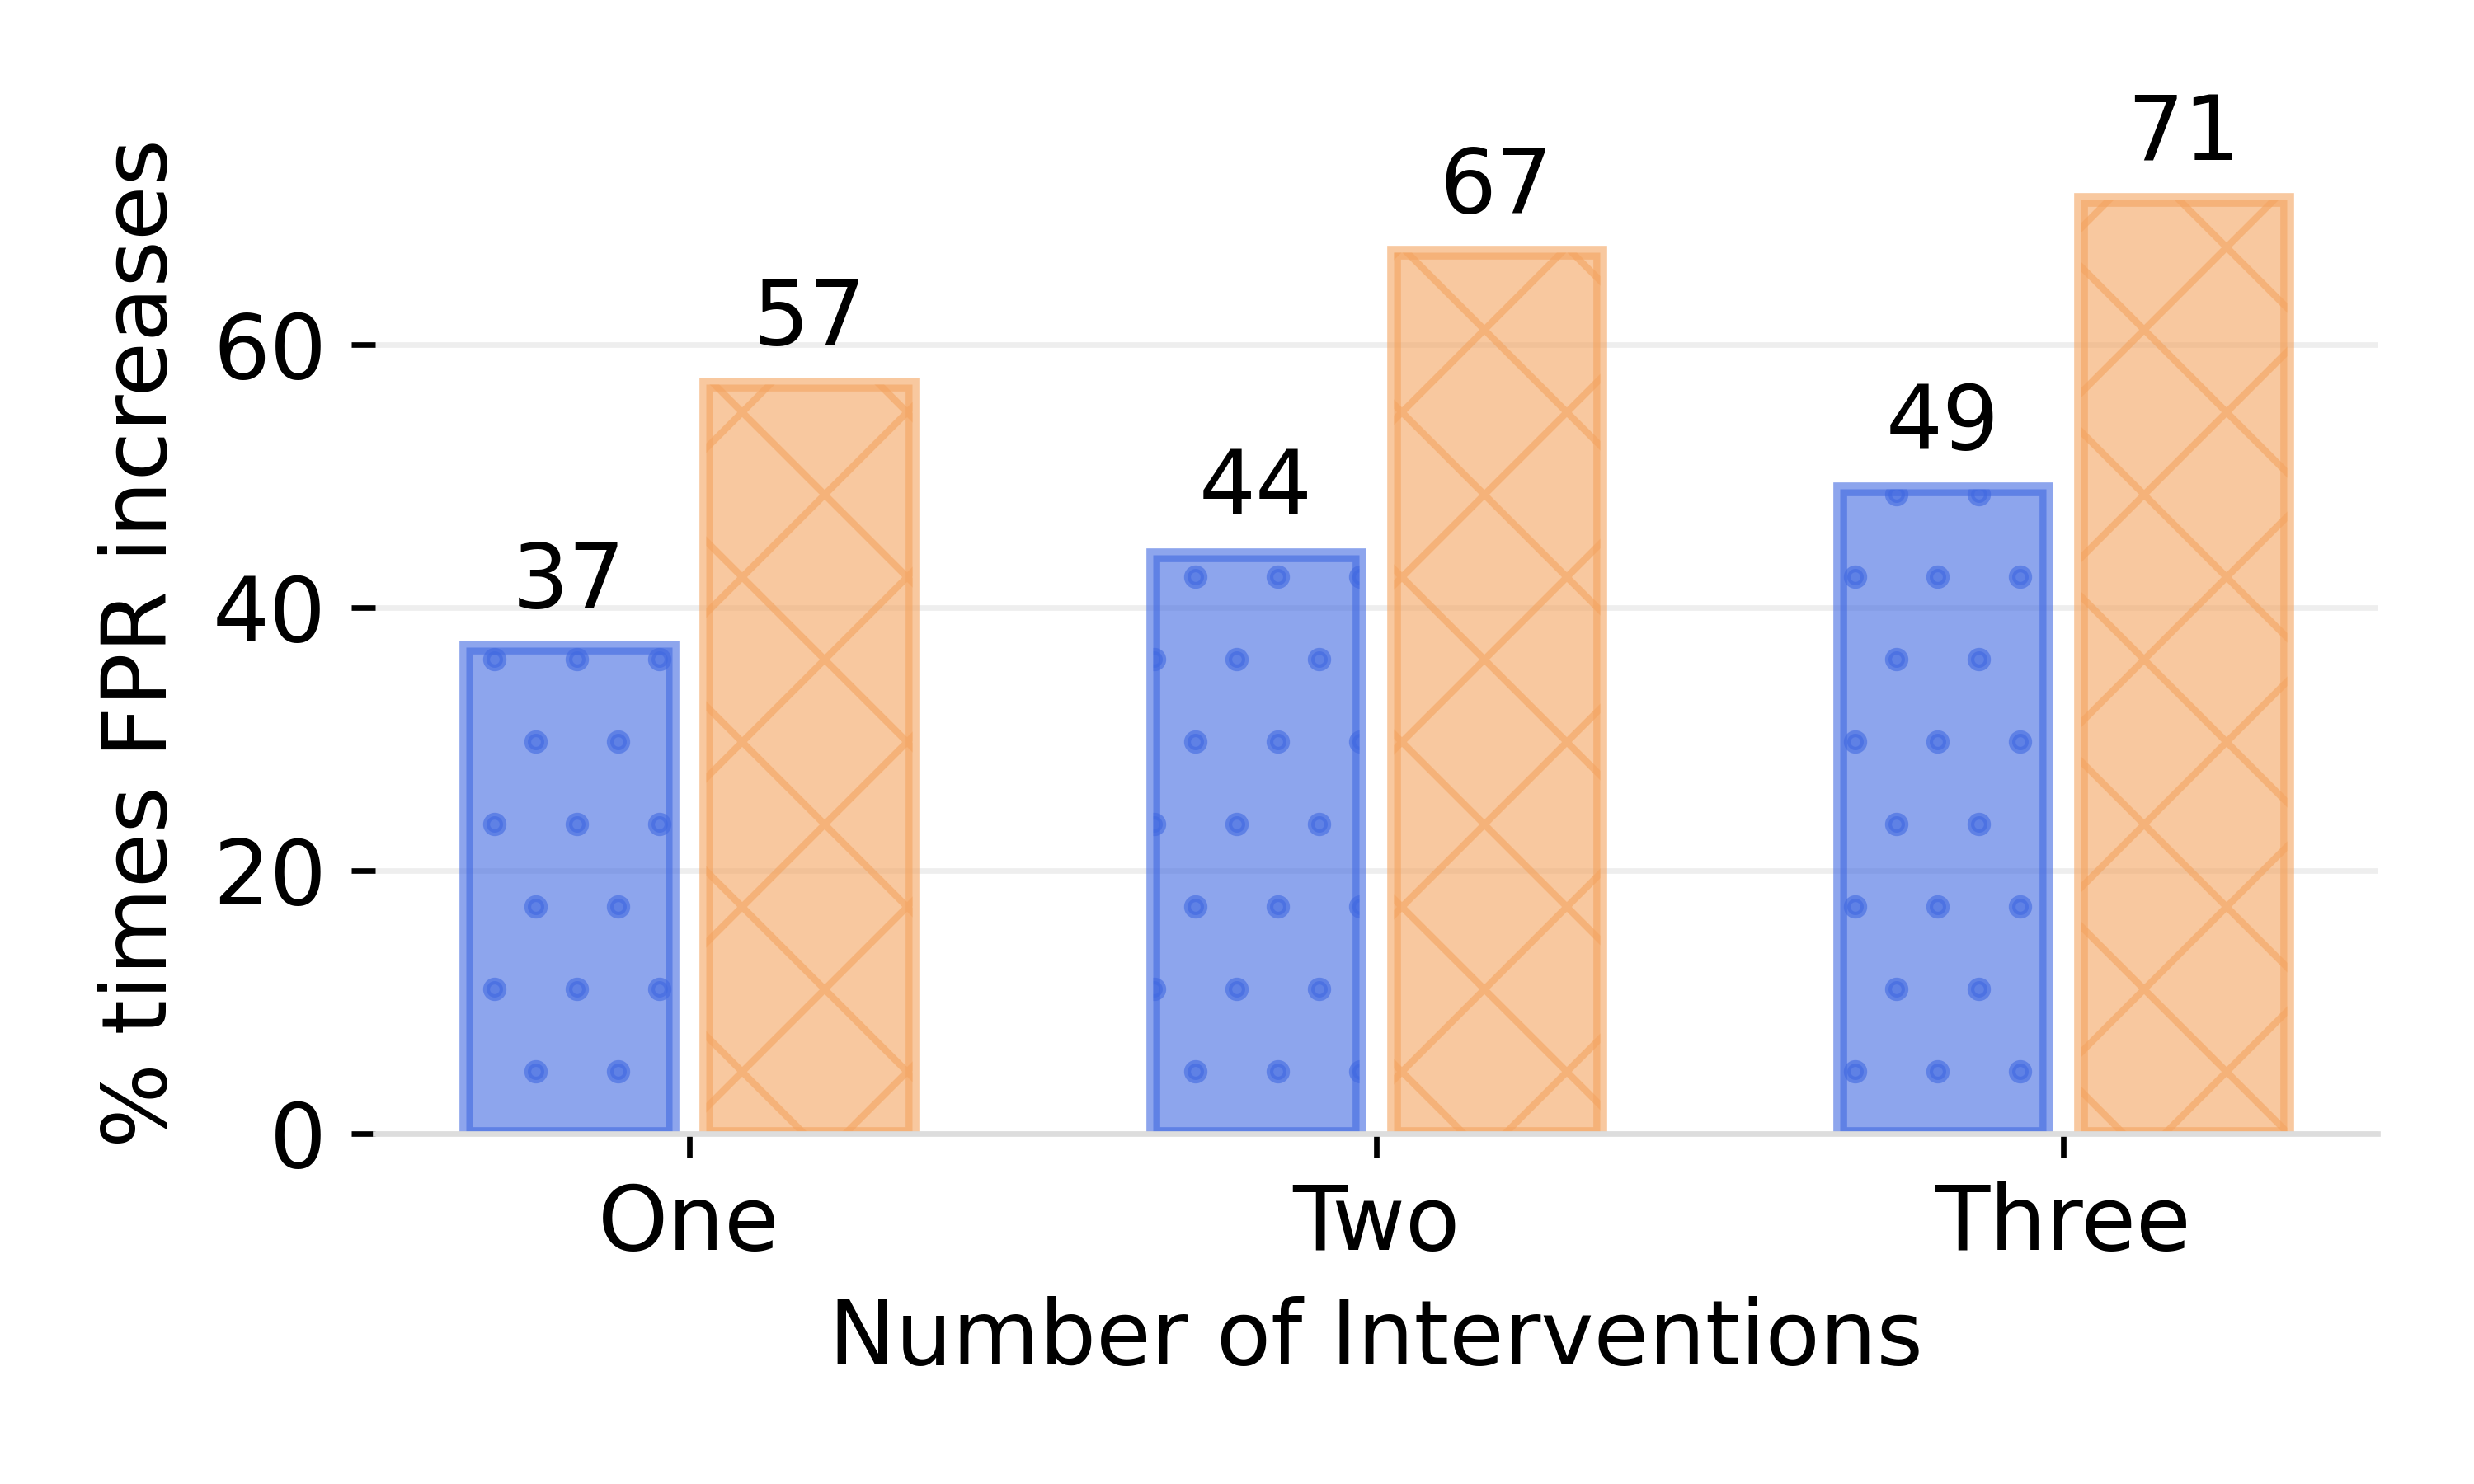 % times FPR increases
60
40
20
0
37
57
44
67
49
71
One
Two
Three
Number of Interventions